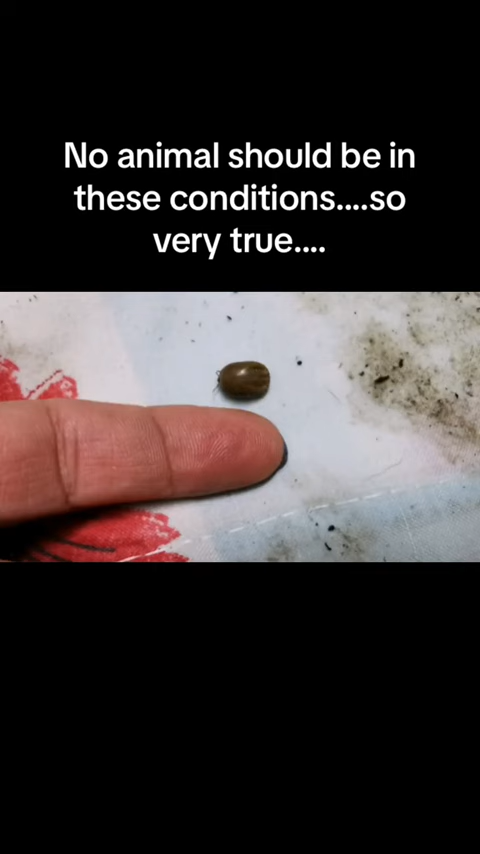 No animal should be in
these conditions....so
very true....